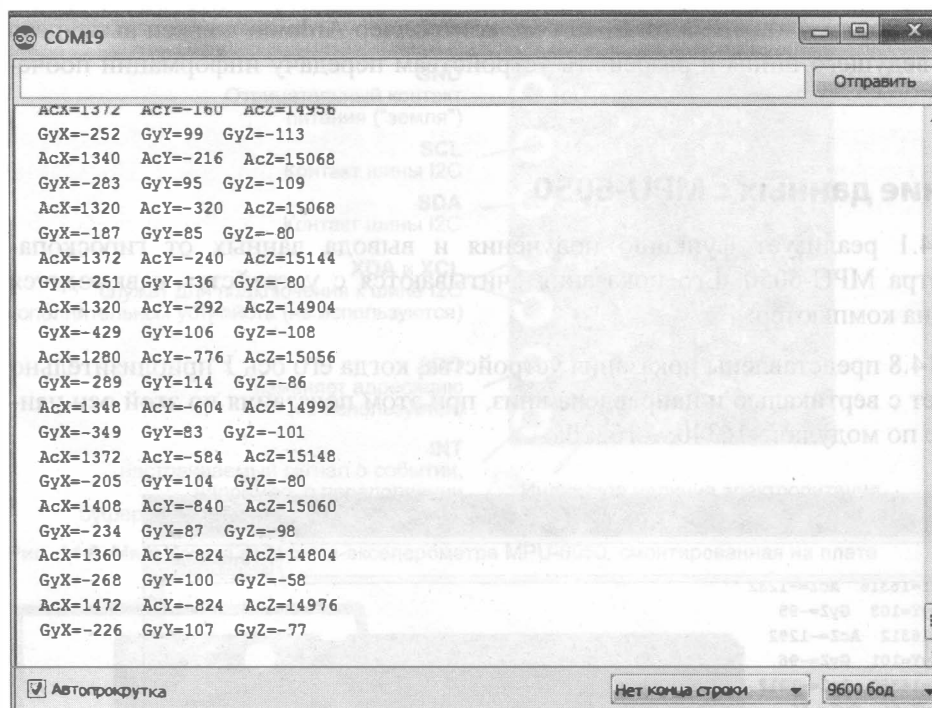 COM19
Отправить
AcX=1372 AcY=-160 AcZ=14956
GyX=-252 GyY=99 GyZ=-113
AcX=1340 AcY=-216 AcZ=15068
GyX=-283 GyY=95 GyZ=-109
AcX=1320 AcY=-320 AcZ=15068
GyX=-187 GyY=85 GyZ=-80
AcX=1372 AcY=-240 AcZ=15144
GyX=-251 GyY=136 GyZ=-80
AcX=1320 AcY=-296 AcZ=14908
GyX=-429 GyY=106 GyZ=-108
AcX=1280 AcY=-776 AcZ=15056
GyX=-289 GyY=114 GyZ=-86
AcX=1348 AcY=-604 AcZ=14992
GyX=-349 GyY=83 GyZ=-101
AcX=1372 AcY=-584 AcZ=15148
GyX=-205 GyY=104 GyZ=-80
AcX=1408 AcY=-840 AcZ=15060
GyX=-234 GyY=87 GyZ=-98
AcX=1360 AcY=-824 AcZ=14804
GyX=-268 GyY=100 GyZ=-58
AcX=1472 AcY=-824 AcZ=14976
GyX=-226 GyY=107 GyZ=-77
Автопрокрутка
Нет конца строки
9600 бод